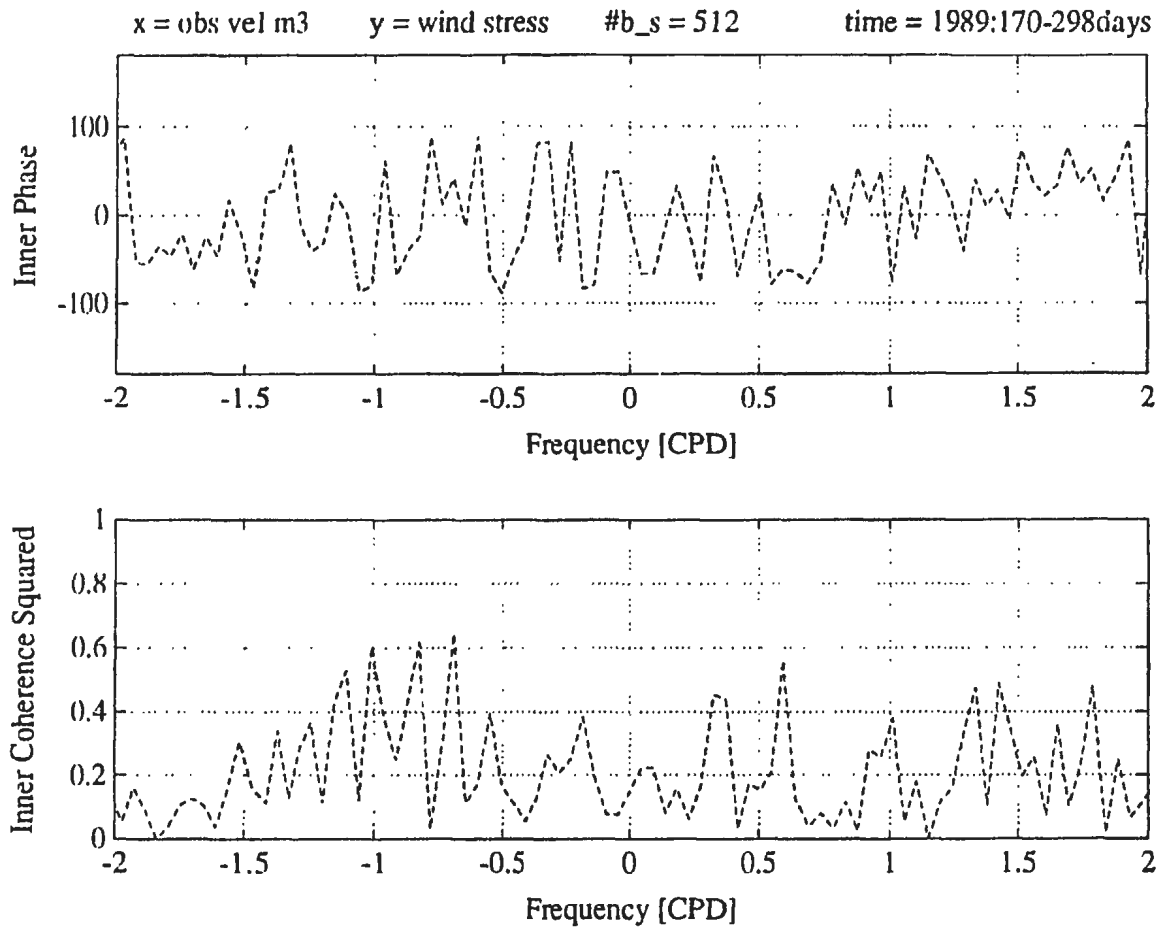 x = obs vel m3 y = wind stress #b_s = 512 time = 1989:170-298days
100
0
-100
Inner Phase
-2 -1.5 -1 -0.5 0 0.5 1 1.5 2
Frequency [CPD]
1
0.8
0.6
0.4
0.2
0
Inner Coherence Squared
-2 -1.5 -1 -0.5 0 0.5 1 1.5 2
Frequency [CPD]